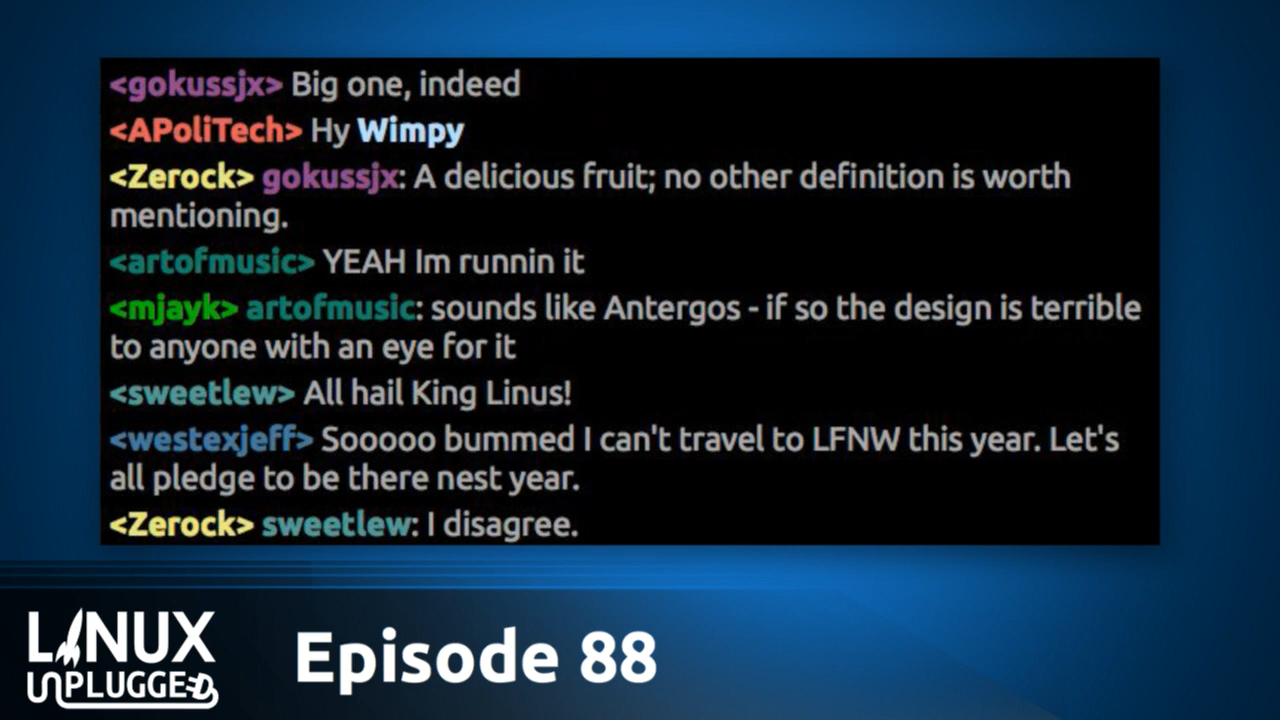 <gokussjx> Big one, indeed
<APoliTech> Hy Wimpy
<Zerock> gokussjx: A delicious fruit; no other definition is worth
mentioning.
<artofmusic> YEAH Im runnin it
<mjayk> artofmusic: sounds like Antergos - if so the design is terrible
to anyone with an eye for it
<sweetlew> All hail King Linus!
<westexjeff> Sooooo bummed I can't travel to LFNW this year. Let's
all pledge to be there nest year.
<Zerock> sweetlew: I disagree.
LINUX
UNPLUGGED
Episode 88